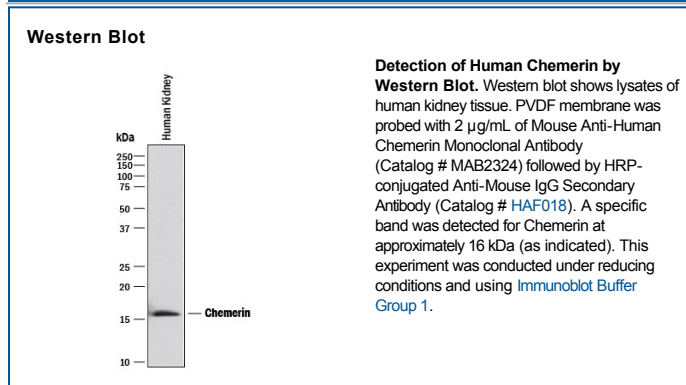 Western Blot
Human Kidney
kDa
250
150
100
75
50
37
25
20
15
10
Chemerin
Detection of Human Chemerin by
Western Blot. Western blot shows lysates of
human kidney tissue. PVDF membrane was
probed with 2 µg/mL of Mouse Anti-Human
Chemerin Monoclonal Antibody
(Catalog # MAB2324) followed by HRP-
conjugated Anti-Mouse IgG Secondary
Antibody (Catalog # HAF018). A specific
band was detected for Chemerin at
approximately 16 kDa (as indicated). This
experiment was conducted under reducing
conditions and using Immunoblot Buffer
Group 1.